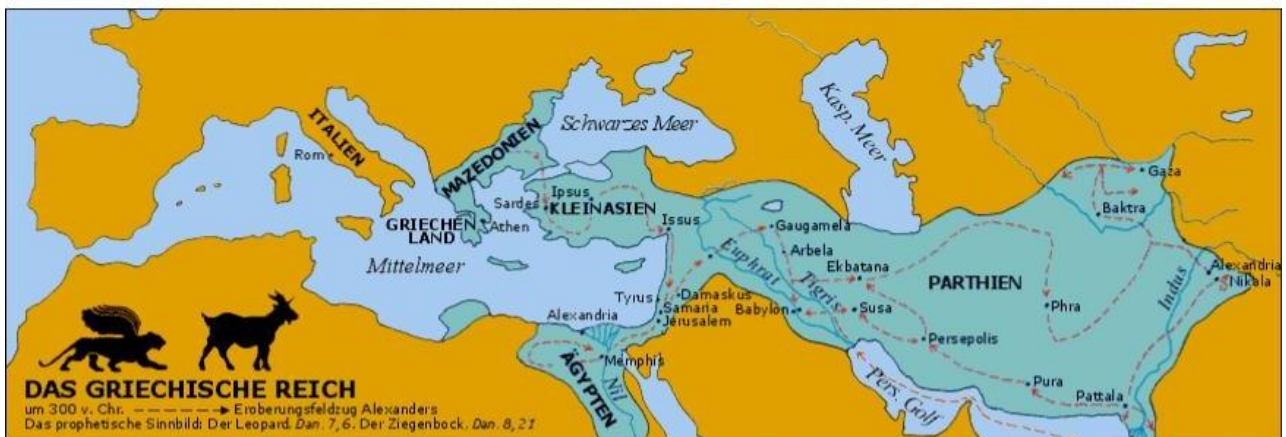 Schwarzes Meer
Kasp. Meer
ITALIEN
Rom
MAZEDONIEN
Gaza
Baktra
Ipsus
Sardes
KLEINASIEN
Issus
Gaugamela
GRIECHEN
LAND
Athen
Arbela
Mittelmeer
Euphrat
Tigris
Ekbatana
PARTHIEN
Indus
Alexandria
Nikala
Tyrus
Damaskus
Samaria
Jerusalem
Babylon
Susa
Phra
Alexandria
Persepolis
ÄGYPTEN
Memphis
Nil
Pers. Golf
Pura
Pattala
DAS GRIECHISCHE REICH
um 300 v. Chr. Eroberungsfeldzug Alexanders
Das prophetische Sinnbild: Der Leopard. Dan. 7,6. Der Ziegenbock. Dan. 8,21